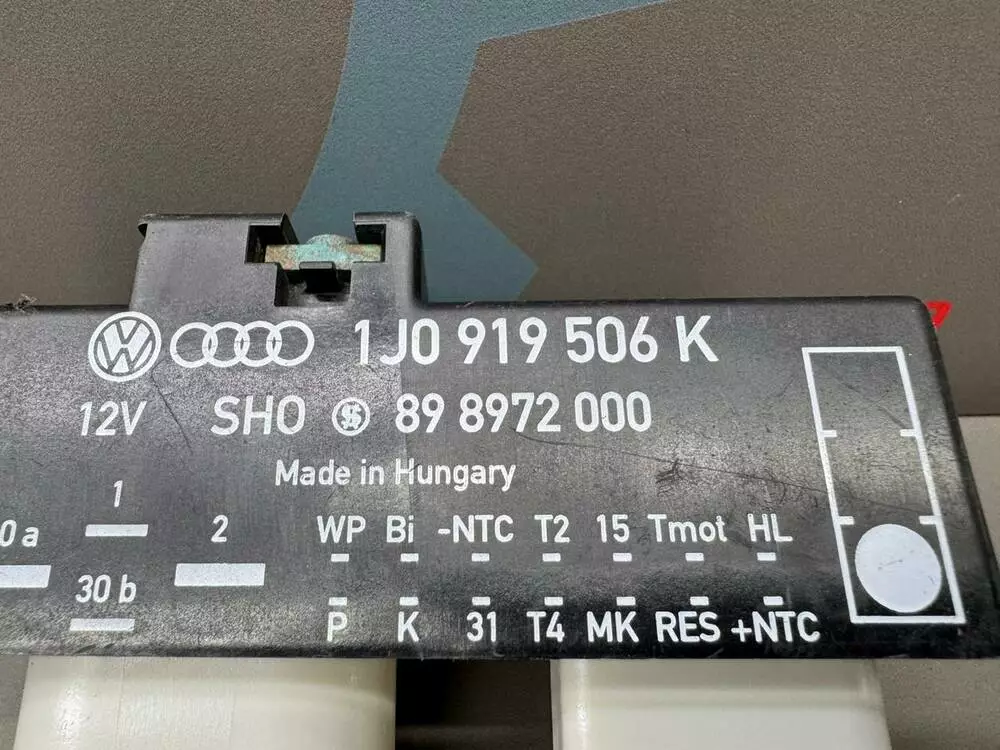 1J0 919 506 K
12V SHO 89 8972 000
Made in Hungary
0 a 1 2 WP Bi -NTC T2 15 Tmot HL
30 b P K 31 T4 MK RES +NTC